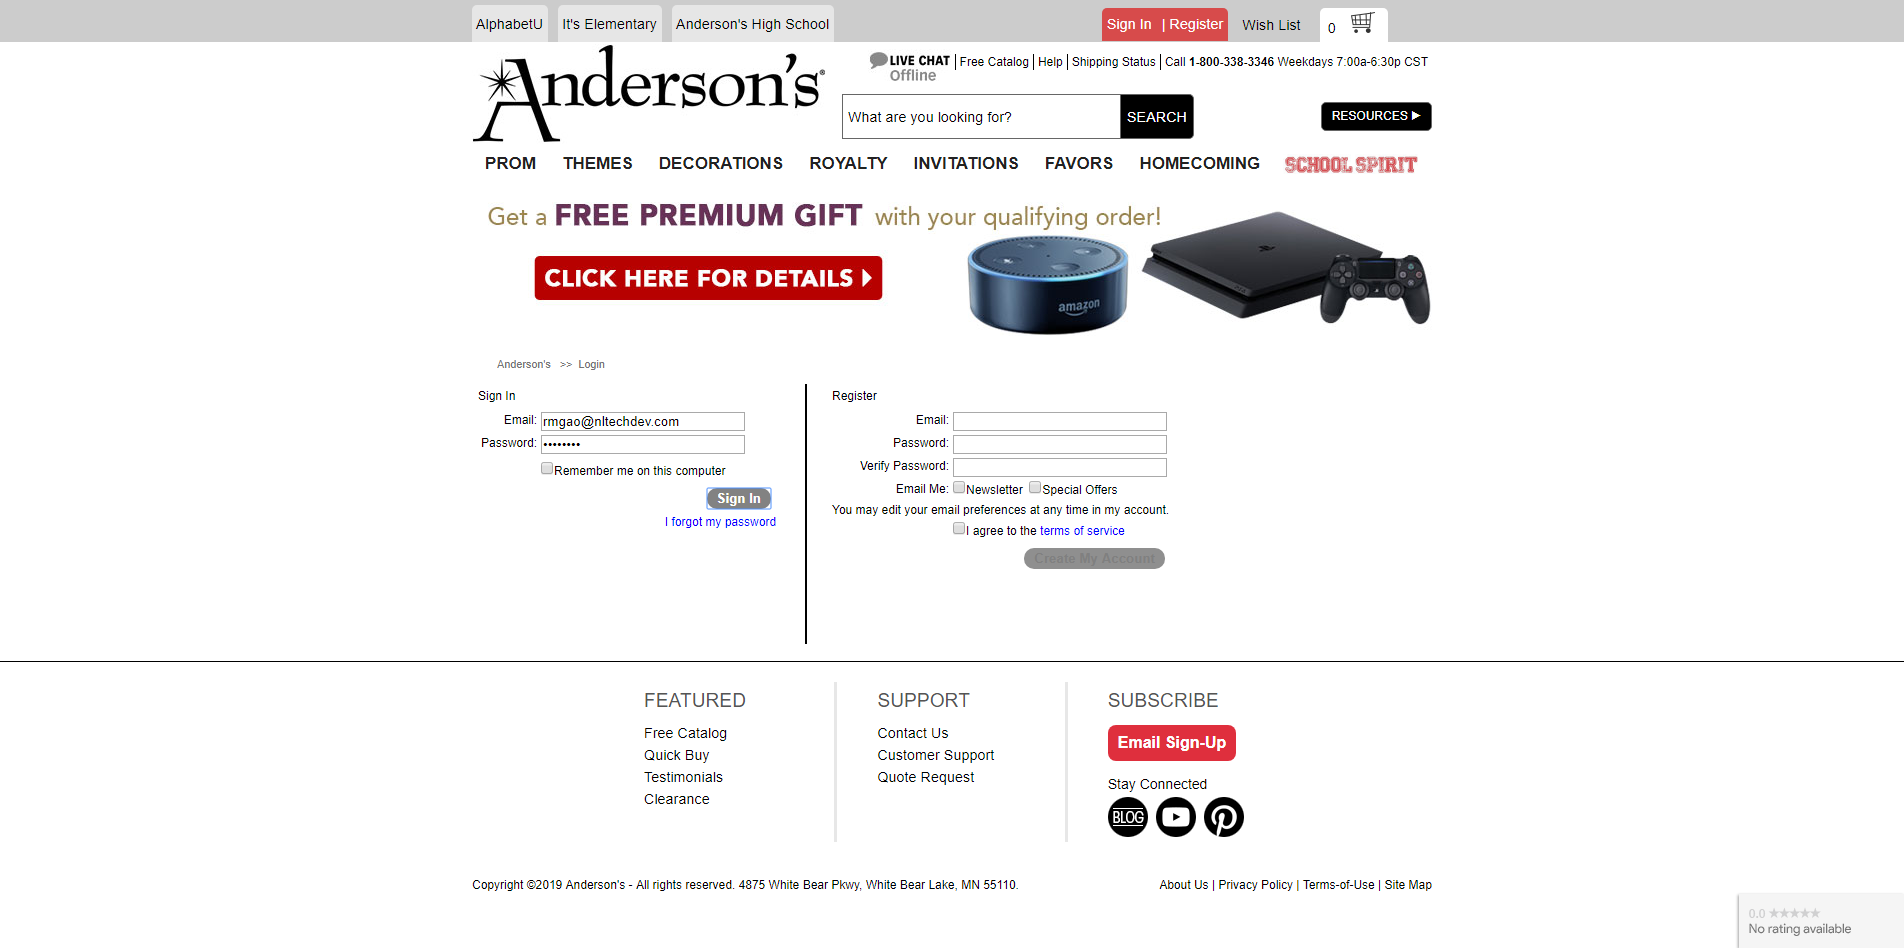 AlphabetU It's Elementary Anderson's High School Sign In | Register Wish List 0
Anderson's®
LIVE CHAT Offline | Free Catalog | Help | Shipping Status | Call 1-800-338-3346 Weekdays 7:00a-6:30p CST
What are you looking for? SEARCH RESOURCES ▶
PROM THEMES DECORATIONS ROYALTY INVITATIONS FAVORS HOMECOMING SCHOOL SPIRIT
Get a FREE PREMIUM GIFT with your qualifying order!
CLICK HERE FOR DETAILS
amazon
Anderson's >> Login
Sign In
Email: rmgao@nltechdev.com
Password: ••••••••
Remember me on this computer
Sign In
I forgot my password
Register
Email:
Password:
Verify Password:
Email Me: Newsletter Special Offers
You may edit your email preferences at any time in my account.
I agree to the terms of service
Create My Account
FEATURED
Free Catalog
Quick Buy
Testimonials
Clearance
SUPPORT
Contact Us
Customer Support
Quote Request
SUBSCRIBE
Email Sign-Up
Stay Connected
BLOG
Copyright ©2019 Anderson's - All rights reserved. 4875 White Bear Pkwy, White Bear Lake, MN 55110.
About Us | Privacy Policy | Terms-of-Use | Site Map
0.0 ★★★★★
No rating available